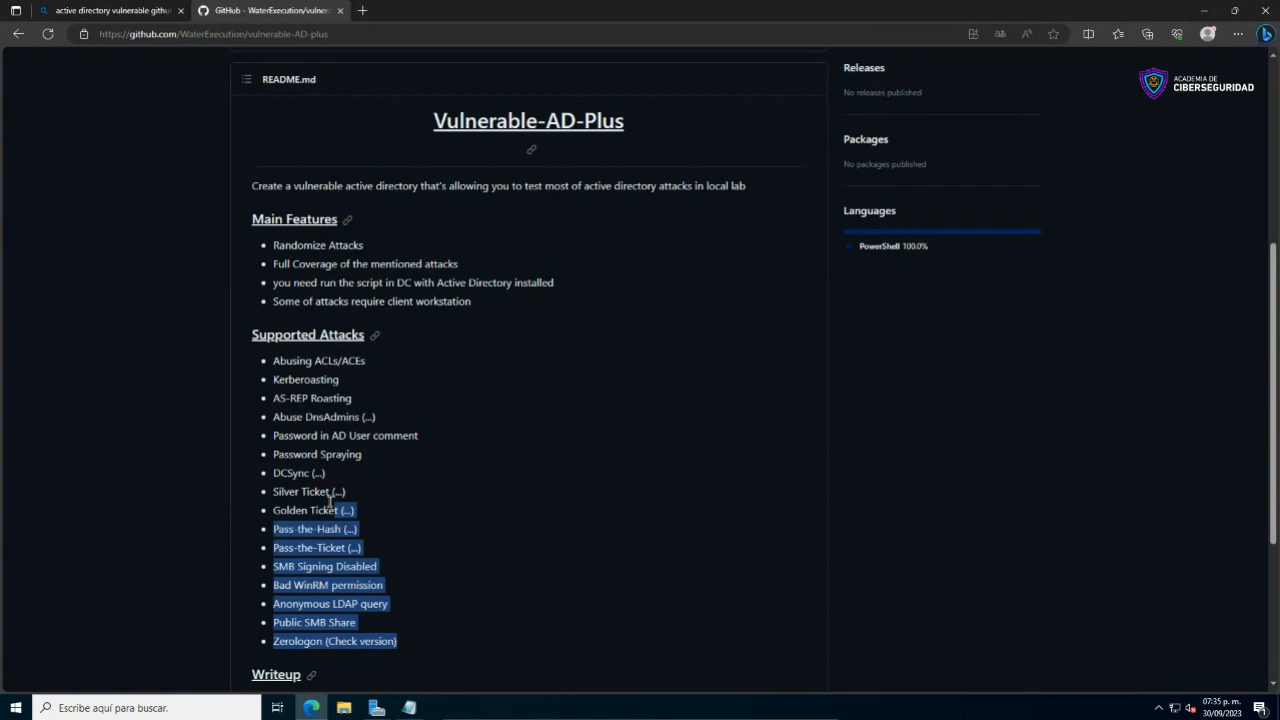 active directory vulnerable githu
GitHub - WaterExecution/vulnera
https://github.com/WaterExecution/vulnerable-AD-plus
README.md
Vulnerable-AD-Plus
Create a vulnerable active directory that's allowing you to test most of active directory attacks in local lab
Main Features
Randomize Attacks
Full Coverage of the mentioned attacks
you need run the script in DC with Active Directory installed
Some of attacks require client workstation
Supported Attacks
Abusing ACLs/ACEs
Kerberoasting
AS-REP Roasting
Abuse DnsAdmins (...)
Password in AD User comment
Password Spraying
DCSync (...)
Silver Ticket (...)
Golden Ticket (...)
Pass-the-Hash (...)
Pass-the-Ticket (...)
SMB Signing Disabled
Bad WinRM permission
Anonymous LDAP query
Public SMB Share
Zerologon (Check version)
Writeup
Releases
No releases published
Packages
No packages published
Languages
PowerShell 100.0%
ACADEMIA DE
CIBERSEGURIDAD
Escribe aquí para buscar.
07:35 p. m.
30/09/2023